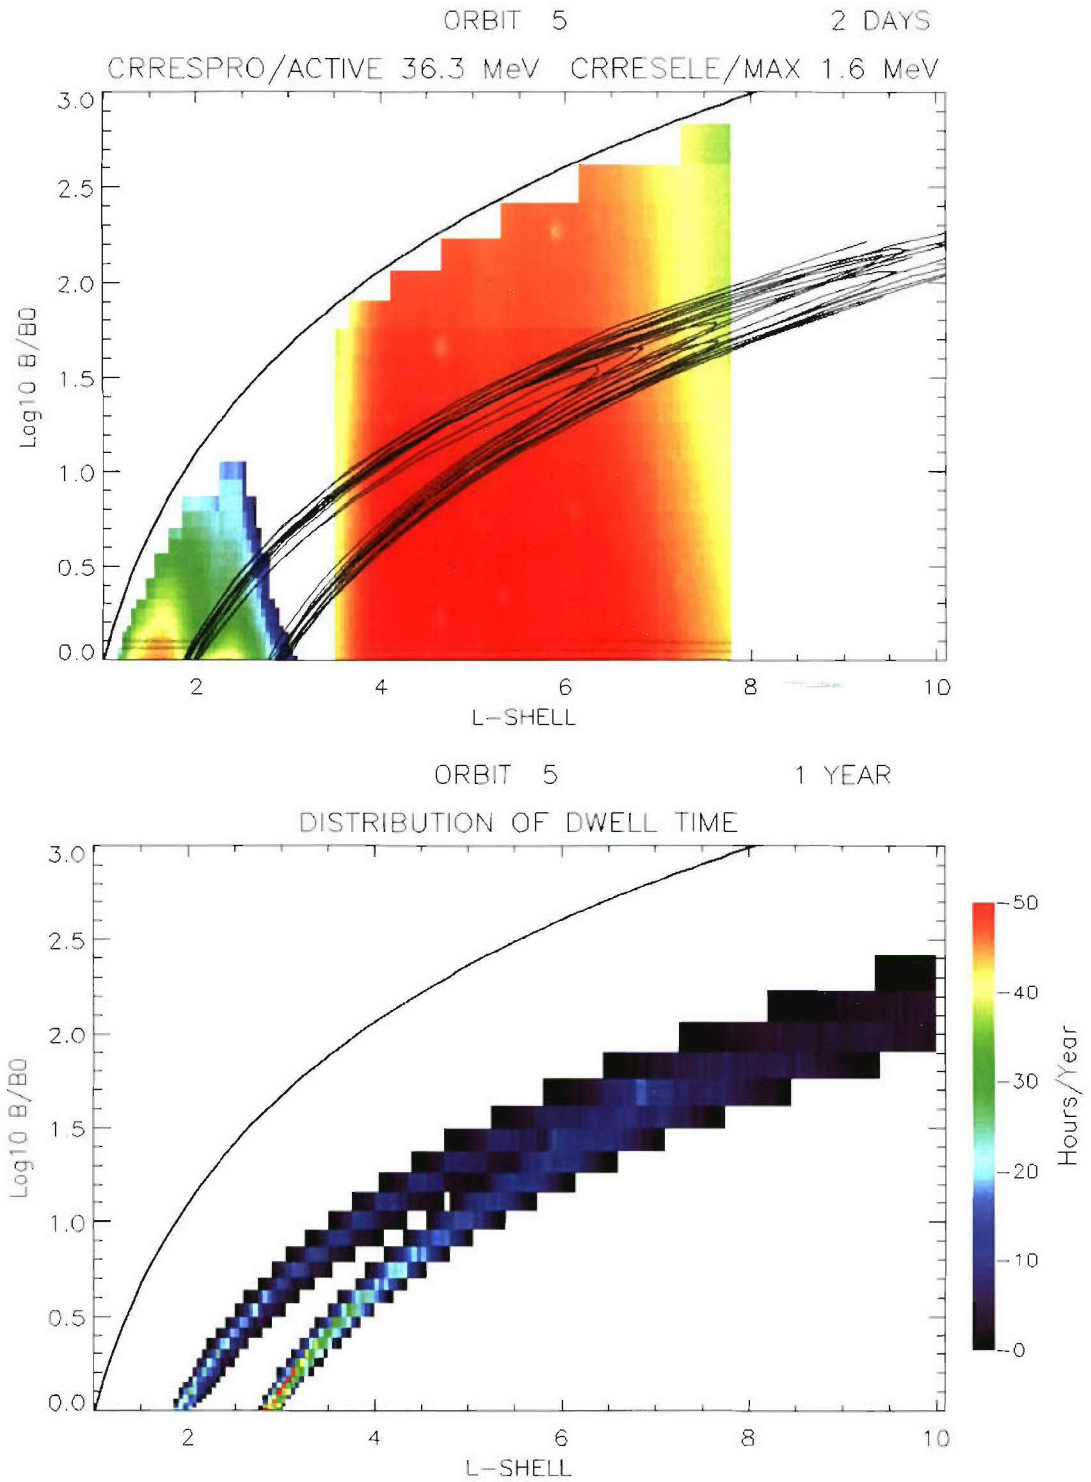 ORBIT 5 2 DAYS
CRRESPRO/ACTIVE 36.3 MeV CRRESELE/MAX 1.6 MeV
3.0
2.5
2.0
1.5
1.0
0.5
0.0
Log10 B/B0
2 4 6 8 10
L-SHELL
ORBIT 5 1 YEAR
DISTRIBUTION OF DWELL TIME
3.0
2.5
2.0
1.5
1.0
0.5
0.0
Log10 B/B0
2 4 6 8 10
L-SHELL
50
40
30
20
10
0
Hours/Year